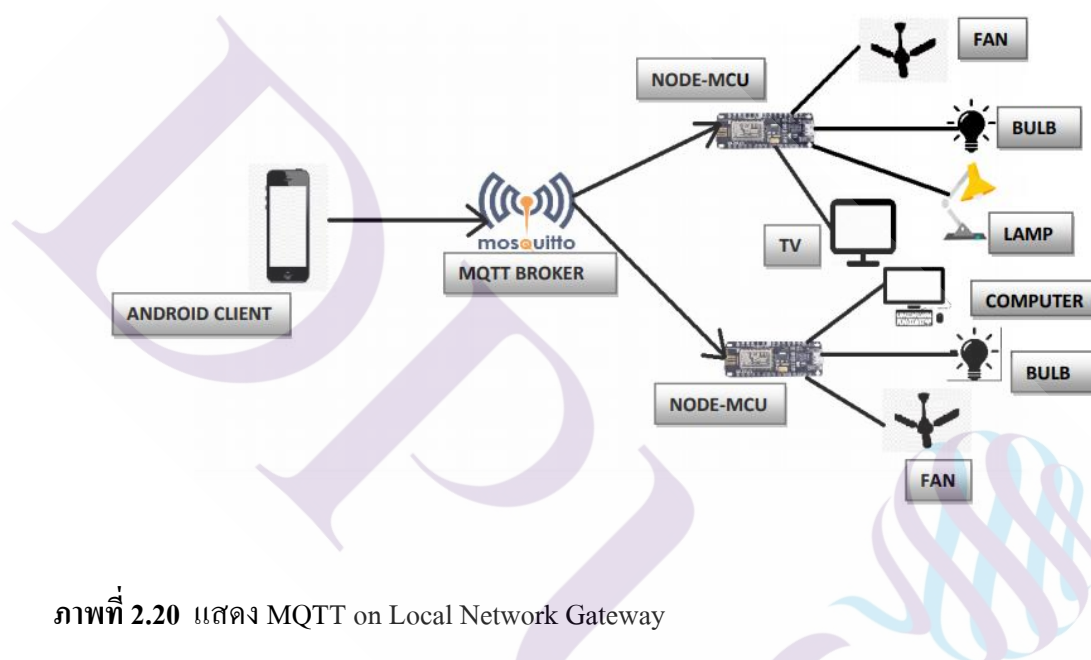 FAN
NODE-MCU
BULB
mosquitto
TV
LAMP
MQTT BROKER
ANDROID CLIENT
COMPUTER
NODE-MCU
BULB
FAN
ภาพที่ 2.20 แสดง MQTT on Local Network Gateway